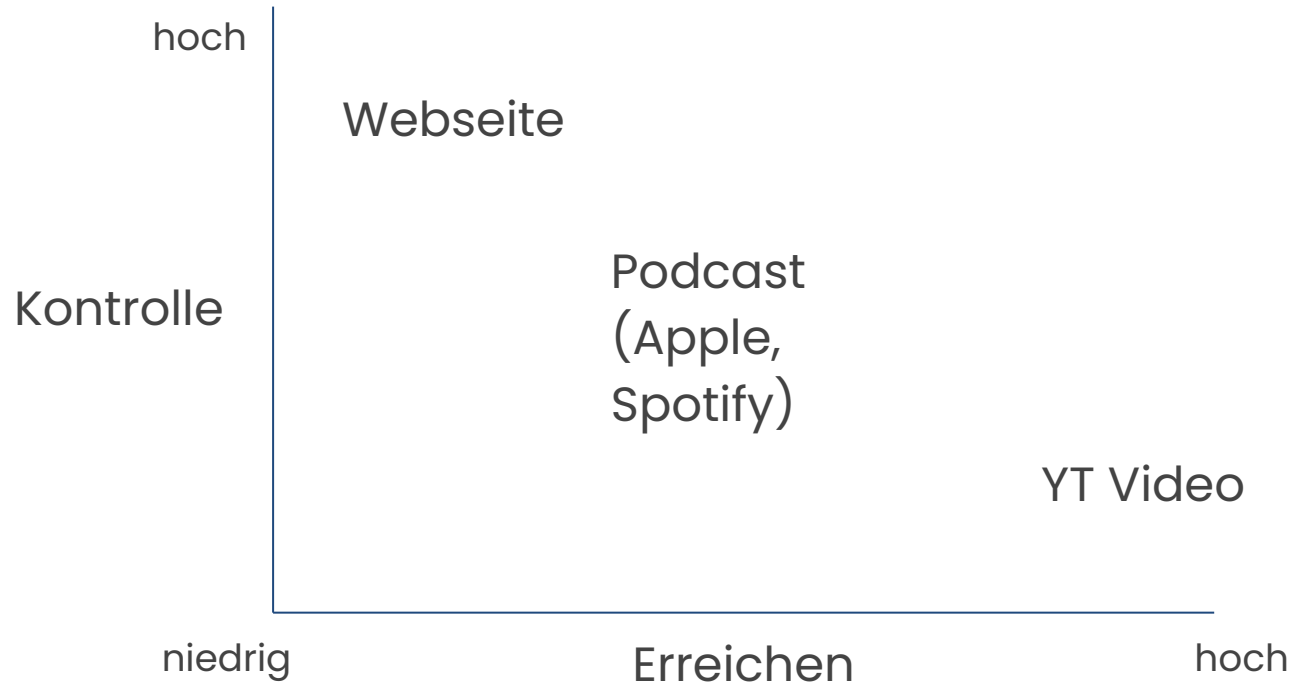 hoch
Webseite
Podcast
(Apple,
Spotify)
Kontrolle
YT Video
niedrig
Erreichen
hoch